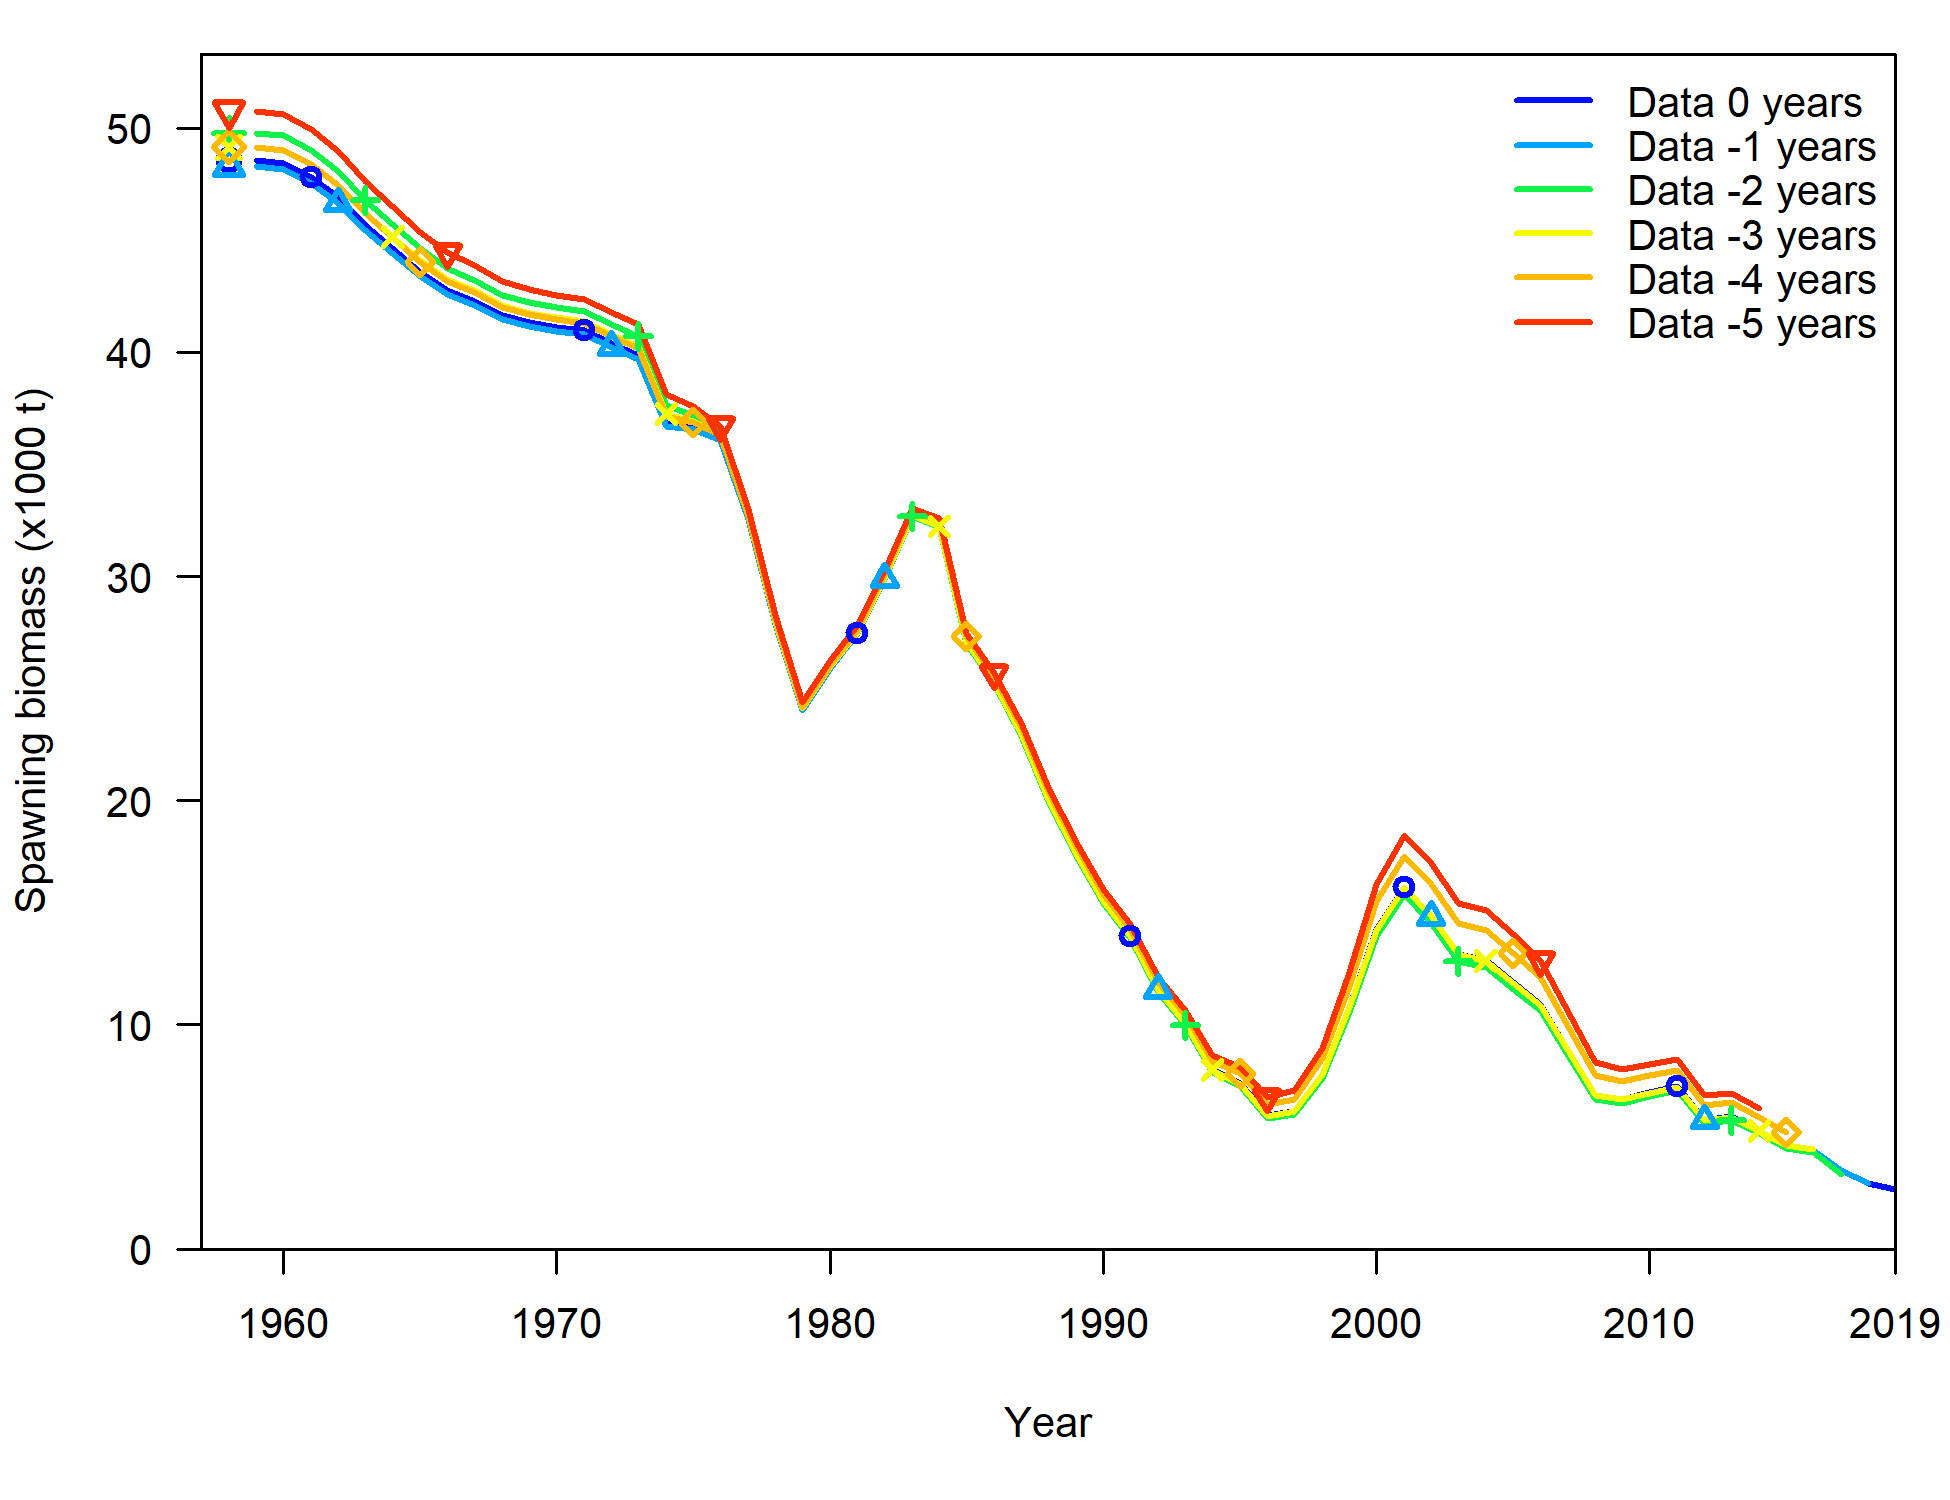 Data 0 years
Data -1 years
Data -2 years
Data -3 years
Data -4 years
Data -5 years
Spawning biomass (x1000 t)
50
40
30
20
10
0
1960 1970 1980 1990 2000 2010 2019
Year